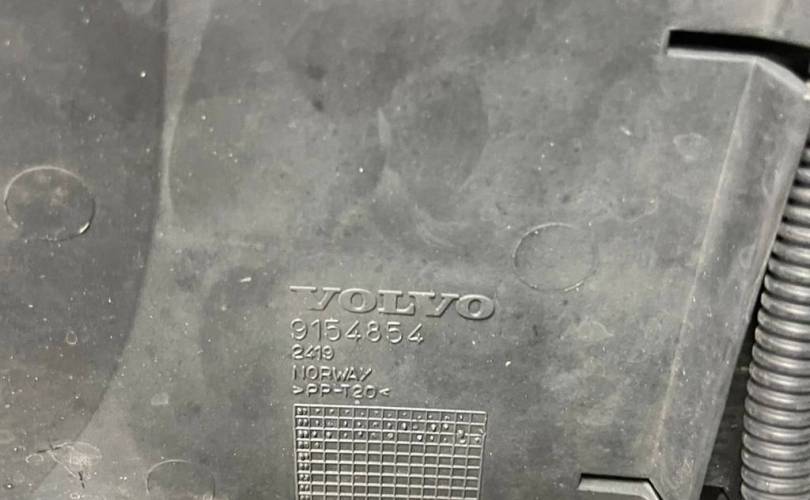 VOLVO
9154854
2419
NORWAY
>PP-T20<